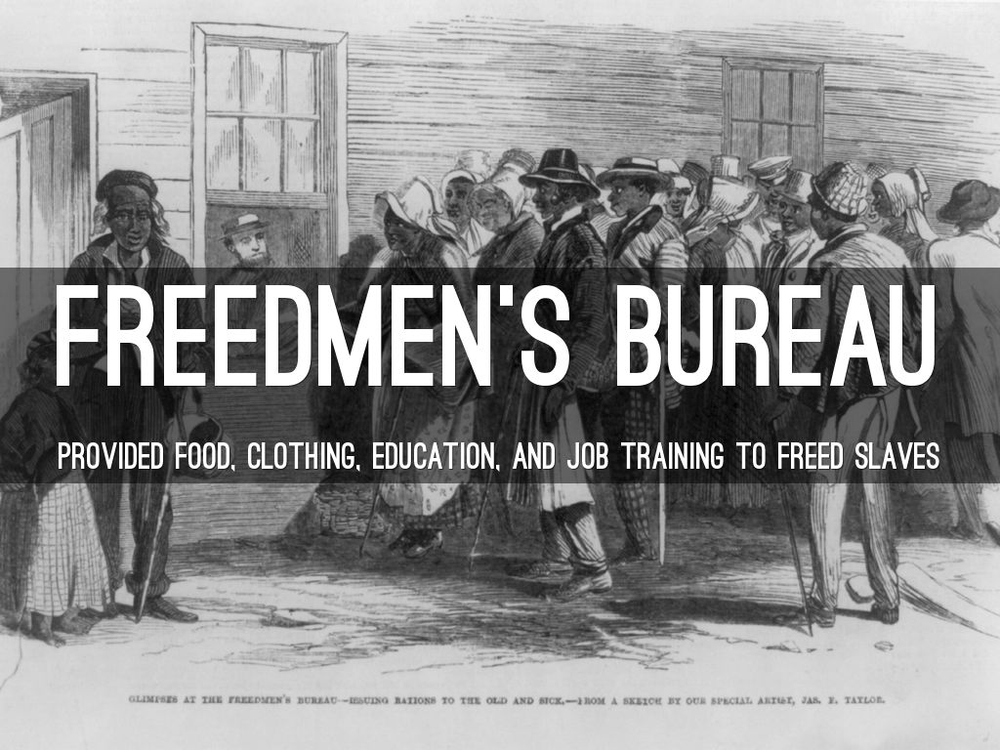 FREEDMEN'S BUREAU
PROVIDED FOOD, CLOTHING, EDUCATION, AND JOB TRAINING TO FREED SLAVES
GLIMPSES AT THE FREEDMEN'S BUREAU—ISSUING RATIONS TO THE OLD AND SICK.—FROM A SKETCH BY OUR SPECIAL ARTIST, JAS. E. TAYLOR.